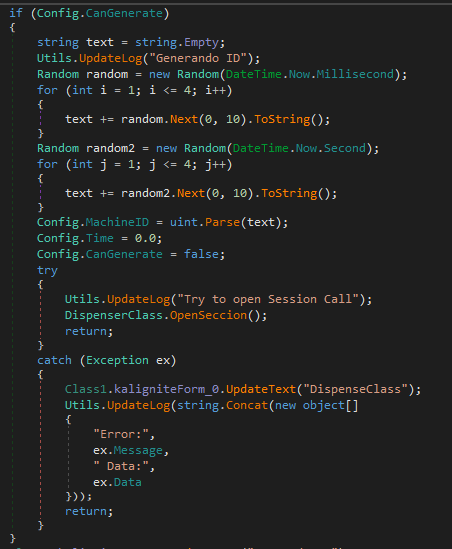 if (Config.CanGenerate)
{
string text = string.Empty;
Utils.UpdateLog("Generando ID");
Random random = new Random(DateTime.Now.Millisecond);
for (int i = 1; i <= 4; i++)
{
text += random.Next(0, 10).ToString();
}
Random random2 = new Random(DateTime.Now.Second);
for (int j = 1; j <= 4; j++)
{
text += random2.Next(0, 10).ToString();
}
Config.MachineID = uint.Parse(text);
Config.Time = 0.0;
Config.CanGenerate = false;
try
{
Utils.UpdateLog("Try to open Session Call");
DispenserClass.OpenSeccion();
return;
}
catch (Exception ex)
{
Class1.kaligniteForm_0.UpdateText("DispenseClass");
Utils.UpdateLog(string.Concat(new object[]
{
"Error:",
ex.Message,
" Data:",
ex.Data
}));
return;
}
}